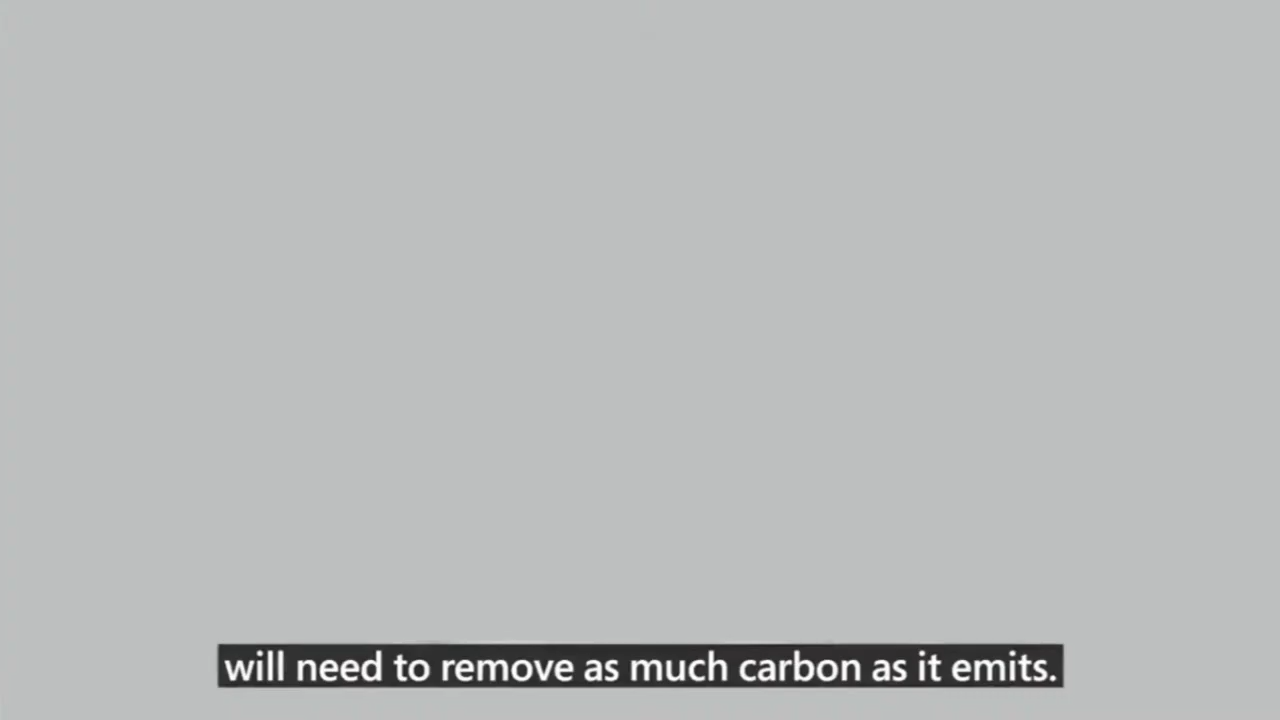 will need to remove as much carbon as it emits.